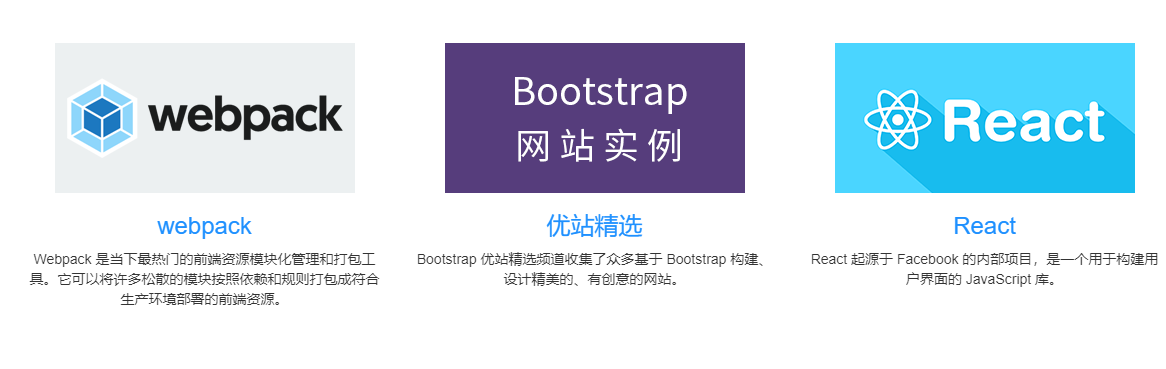 webpack
Bootstrap
网站实例
React
webpack
优站精选
React
Webpack 是当下最热门的前端资源模块化管理和打包工
具。它可以将许多松散的模块按照依赖和规则打包成符合
生产环境部署的前端资源。
Bootstrap 优站精选频道收集了众多基于 Bootstrap 构建、
设计精美的、有创意的网站。
React 起源于 Facebook 的内部项目，是一个用于构建用
户界面的 JavaScript 库。